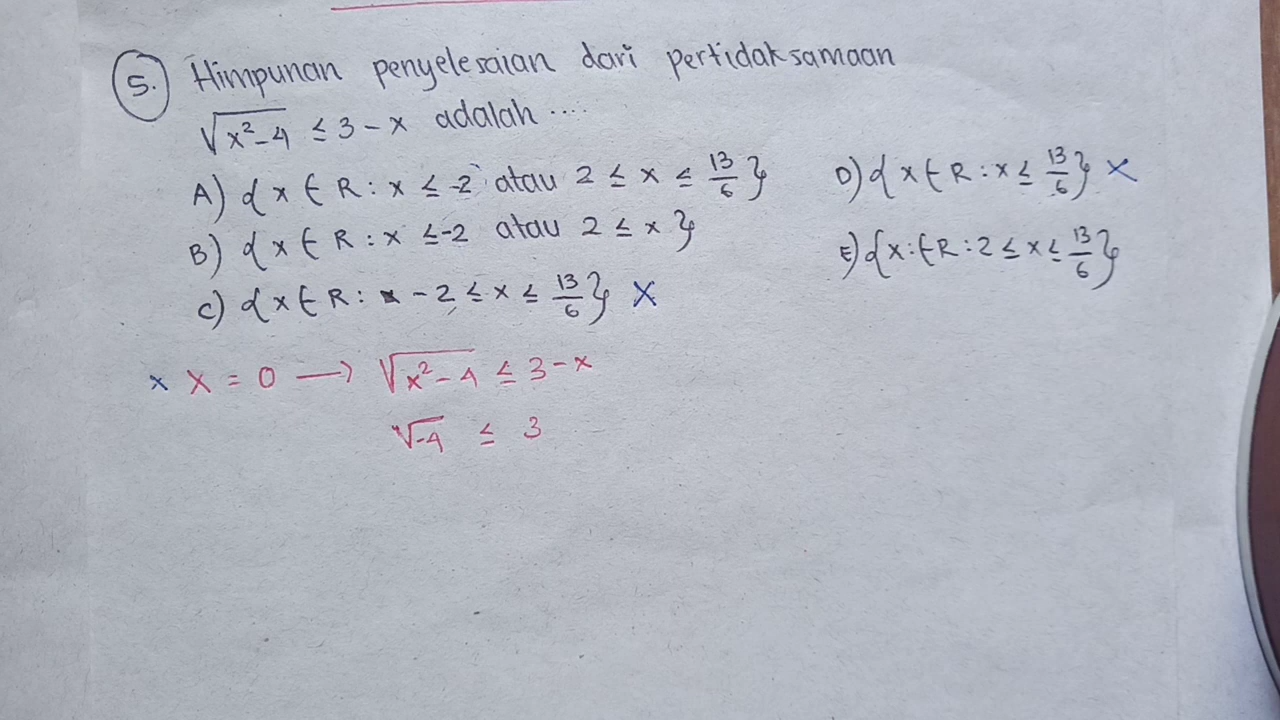 5. Himpunan penyelesaian dari pertidaksamaan
√x²-4 ≤ 3 - x adalah ....
A) {x ∈ R : x ≤ -2 atau 2 ≤ x ≤ 13/6}
B) {x ∈ R : x ≤ -2 atau 2 ≤ x}
C) {x ∈ R : -2 ≤ x ≤ 13/6} X
D) {x ∈ R : x ≤ 13/6} X
E) {x : ∈ R : 2 ≤ x ≤ 13/6}
x X = 0 → √x²-4 ≤ 3 - x
√-4 ≤ 3